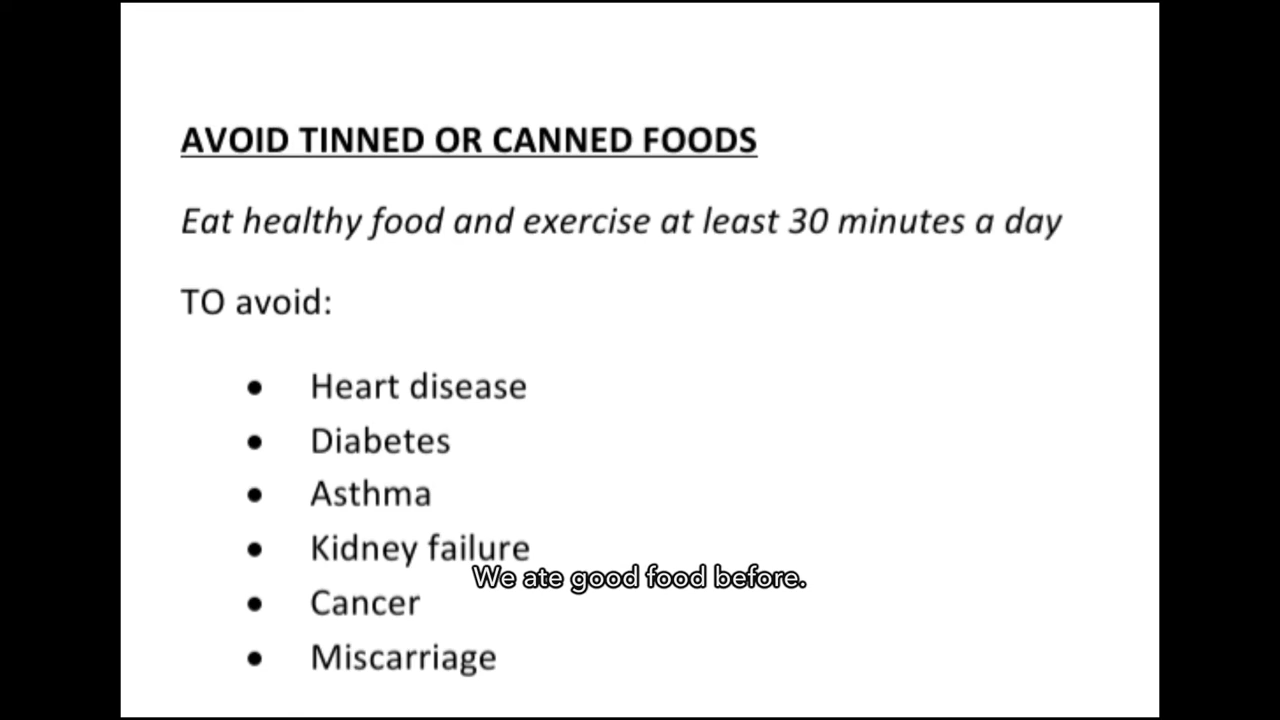 AVOID TINNED OR CANNED FOODS
Eat healthy food and exercise at least 30 minutes a day
TO avoid:
• Heart disease
• Diabetes
• Asthma
• Kidney failure
We ate good food before.
• Cancer
• Miscarriage